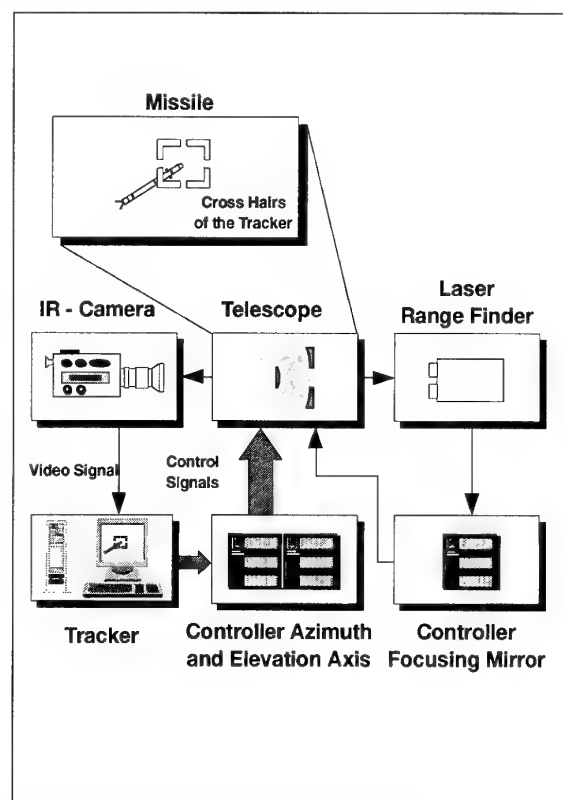 Missile
Cross Hairs
of the Tracker
IR - Camera
Telescope
Laser
Range Finder
Video Signal
Control
Signals
Tracker
Controller Azimuth
and Elevation Axis
Controller
Focusing Mirror